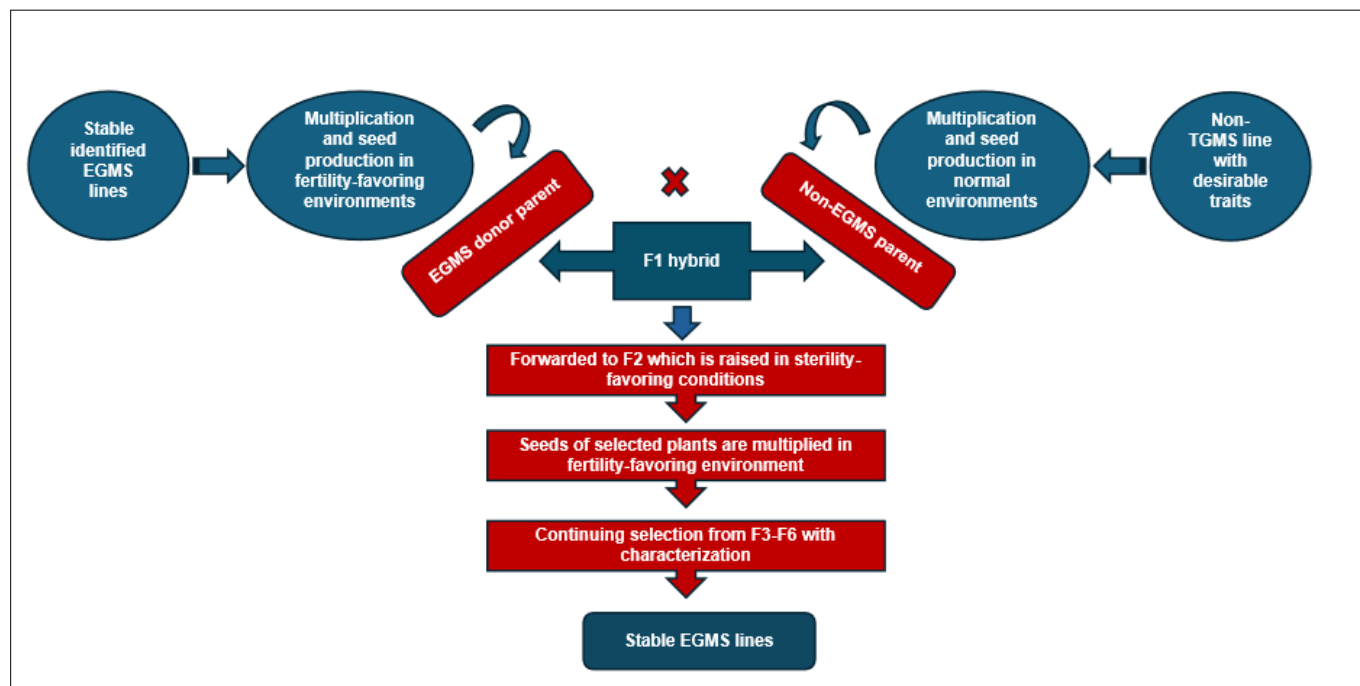 Stable
identified
EGMS
lines
Multiplication
and seed
production in
fertility-favoring
environments
EGMS donor parent
F1 hybrid
Non-EGMS parent
Multiplication
and seed
production in
normal
environments
Non-
TGMS line
with
desirable
traits
Forwarded to F2 which is raised in sterility-
favoring conditions
Seeds of selected plants are multiplied in
fertility-favoring environment
Continuing selection from F3-F6 with
characterization
Stable EGMS lines